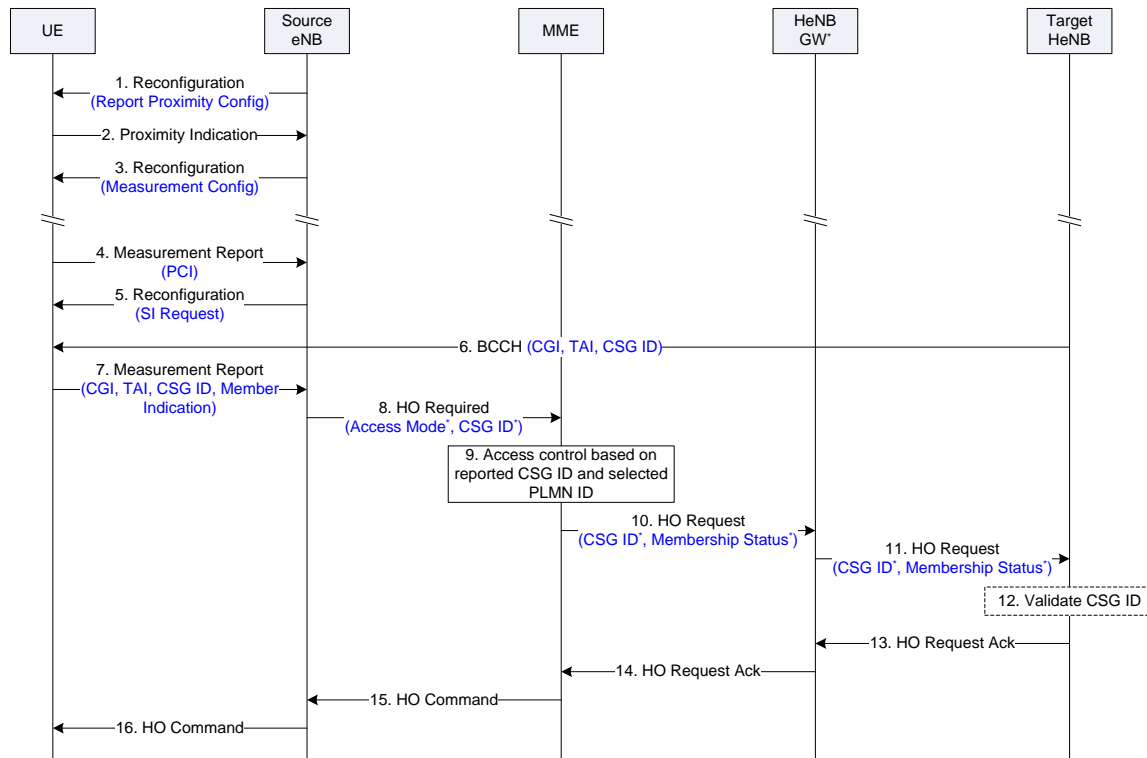 UE
Source
eNB
MME
HeNB
GW*
Target
HeNB
1. Reconfiguration
(Report Proximity Config)
2. Proximity Indication
3. Reconfiguration
(Measurement Config)
4. Measurement Report
(PCI)
5. Reconfiguration
(SI Request)
6. BCCH (CGI, TAI, CSG ID)
7. Measurement Report
(CGI, TAI, CSG ID, Member
Indication)
8. HO Required
(Access Mode*, CSG ID*)
9. Access control based on
reported CSG ID and selected
PLMN ID
10. HO Request
(CSG ID*, Membership Status*)
11. HO Request
(CSG ID*, Membership Status*)
12. Validate CSG ID
13. HO Request Ack
14. HO Request Ack
15. HO Command
16. HO Command